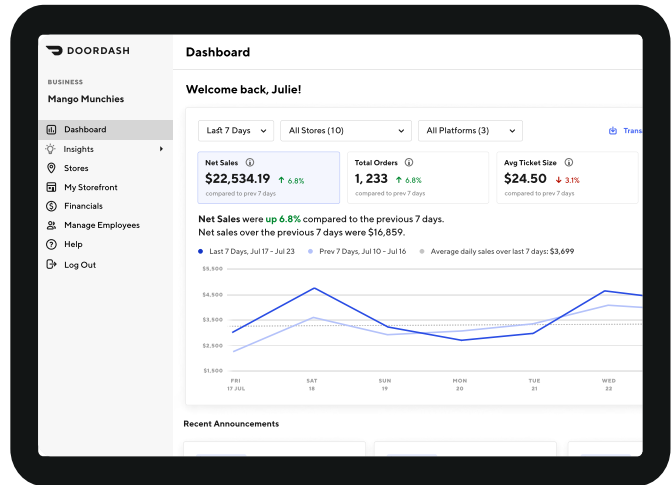 DOORDASH
BUSINESS
Mango Munchies
Dashboard
Insights
Stores
My Storefront
Financials
Manage Employees
Help
Log Out
Dashboard
Welcome back, Julie!
Last 7 Days
All Stores (10)
All Platforms (3)
Trans
Net Sales
$22,534.19 6.8%
compared to prev 7 days
Total Orders
1, 233 6.8%
compared to prev 7 days
Avg Ticket Size
$24.50 3.1%
compared to prev 7 days
Net Sales were up 6.8% compared to the previous 7 days.
Net sales over the previous 7 days were $16,859.
Last 7 Days, Jul 17 - Jul 23 Prev 7 Days, Jul 10 - Jul 16 Average daily sales over last 7 days: $3,699
$5,500
$4,500
$3,500
$2,500
$1,500
FRI SAT SUN MON TUE WED
17 JUL 18 19 20 21 22
Recent Announcements